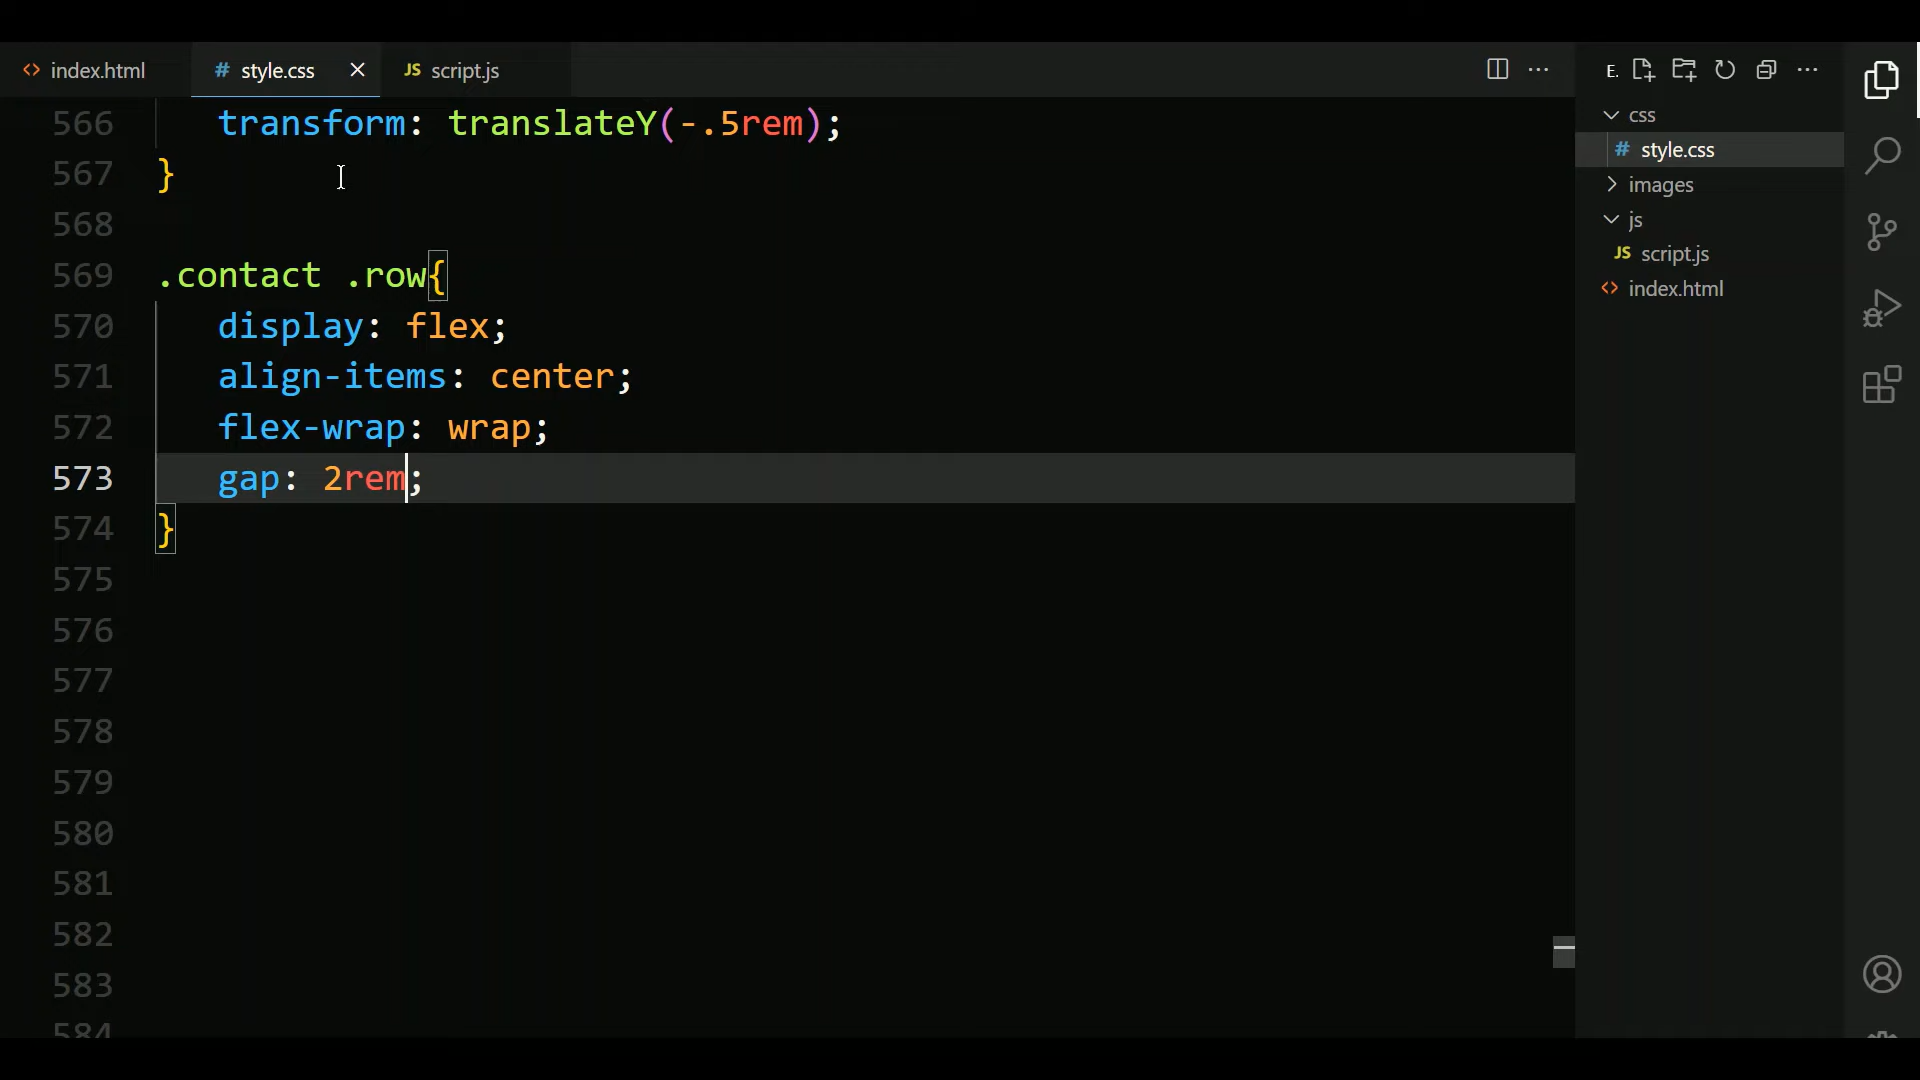 <> index.html
# style.css
JS script.js
E.
566 transform: translateY(-.5rem);
567 }
568
569 .contact .row{
570 display: flex;
571 align-items: center;
572 flex-wrap: wrap;
573 gap: 2rem;
574 }
575
576
577
578
579
580
581
582
583
584
css
# style.css
images
js
JS script.js
<> index.html